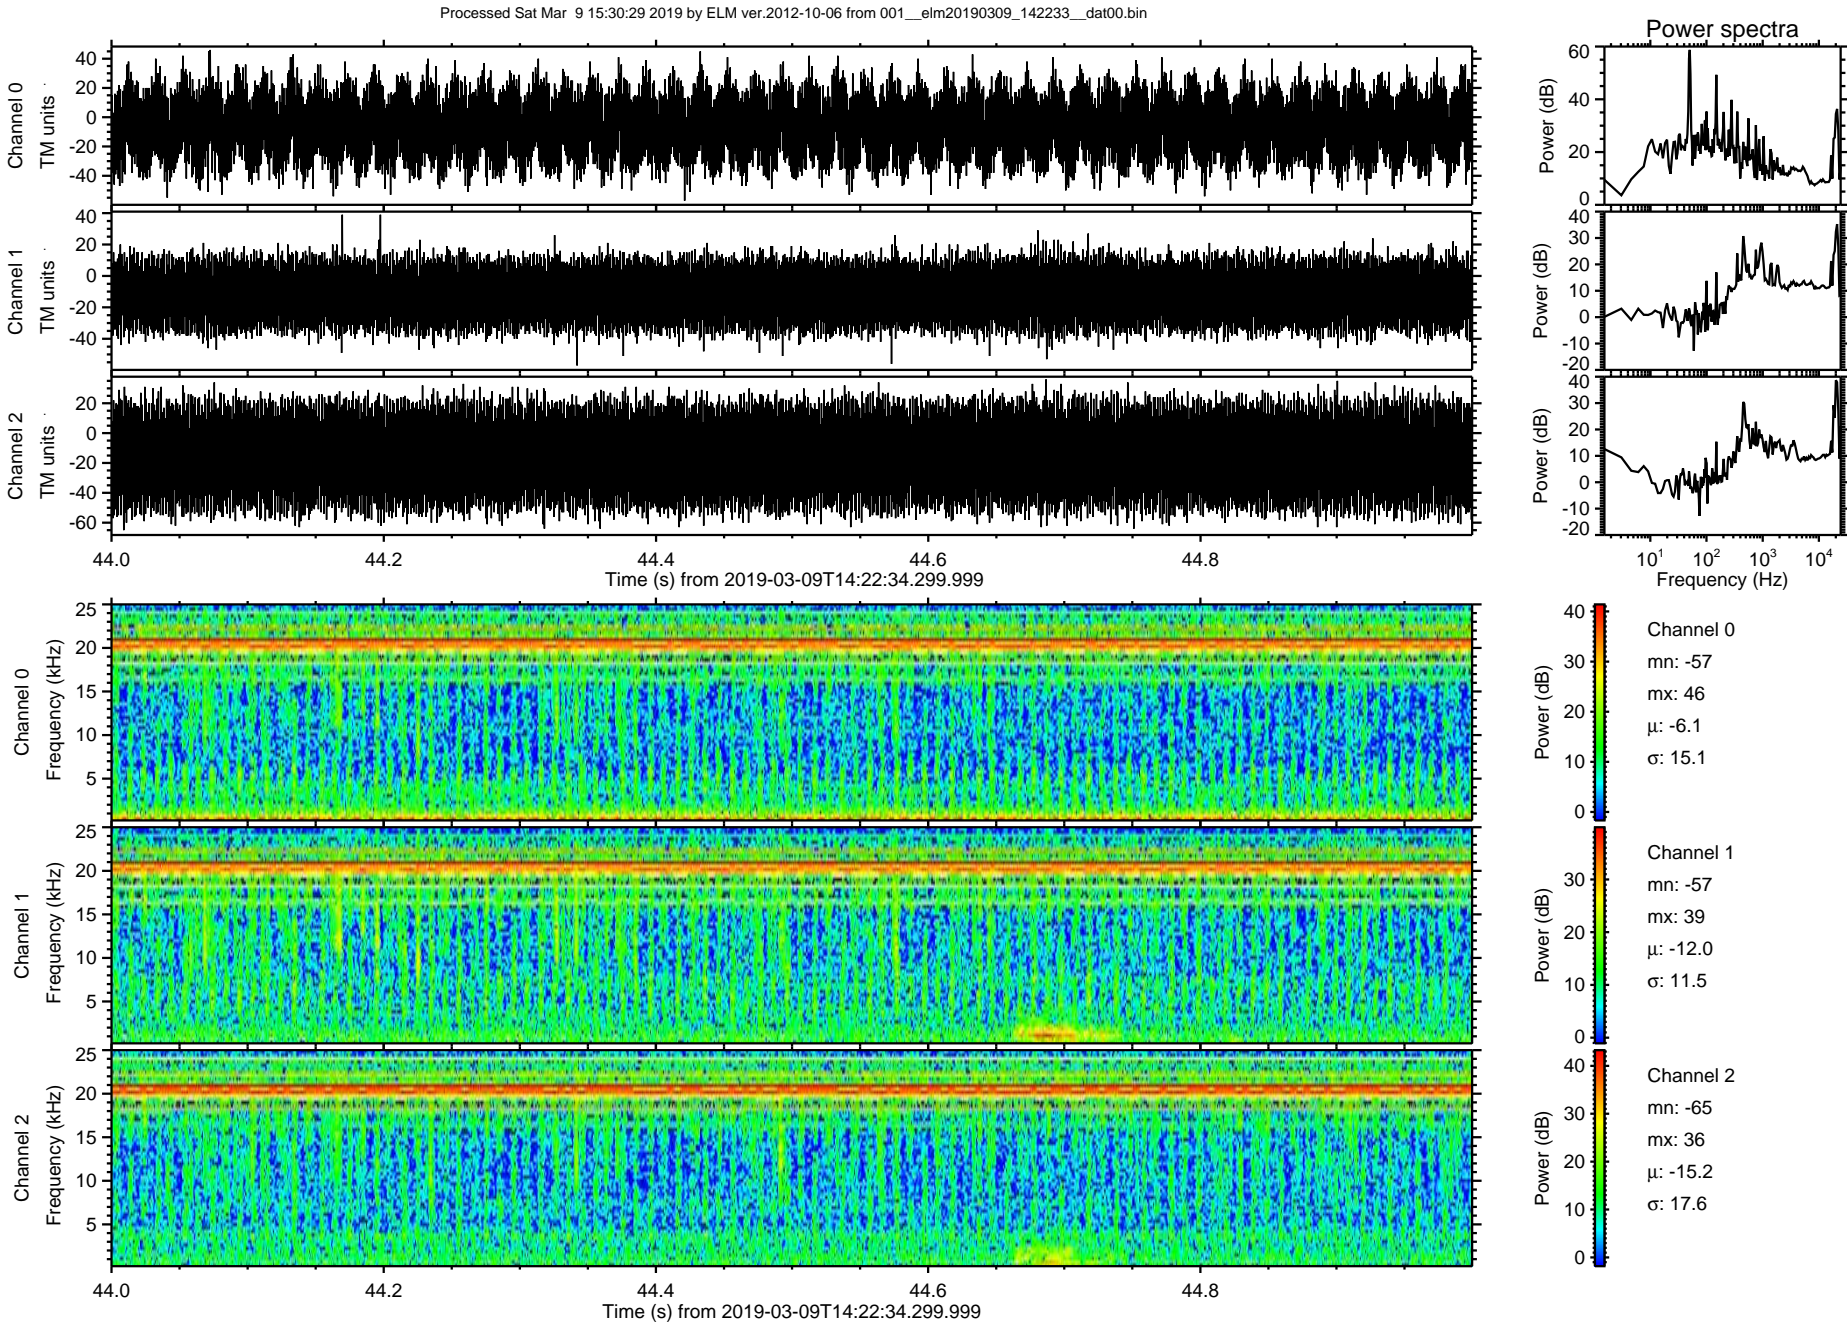 Processed Sat Mar 9 15:30:29 2019 by ELM ver.2012-10-06 from 001__elm20190309_142233__dat00.bin
Power spectra
Channel 0
TM units
40
20
0
-20
-40
Power (dB)
60
40
20
0
Channel 1
TM units
40
20
0
-20
-40
Power (dB)
40
30
20
10
0
-10
-20
Channel 2
TM units
20
0
-20
-40
-60
Power (dB)
40
30
20
10
0
-10
-20
44.0 44.2 44.4 44.6 44.8
Time (s) from 2019-03-09T14:22:34.299.999
10¹ 10² 10³ 10⁴
Frequency (Hz)
Channel 0
Frequency (kHz)
25
20
15
10
5
Power (dB)
40
30
20
10
0
Channel 0
mn: -57
mx: 46
μ: -6.1
σ: 15.1
Channel 1
Frequency (kHz)
25
20
15
10
5
Power (dB)
30
20
10
0
Channel 1
mn: -57
mx: 39
μ: -12.0
σ: 11.5
Channel 2
Frequency (kHz)
25
20
15
10
5
Power (dB)
40
30
20
10
0
Channel 2
mn: -65
mx: 36
μ: -15.2
σ: 17.6
44.0 44.2 44.4 44.6 44.8
Time (s) from 2019-03-09T14:22:34.299.999